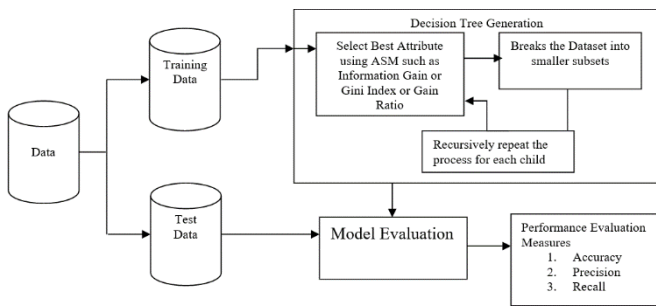 Decision Tree Generation
Training
Data
Select Best Attribute
using ASM such as
Information Gain or
Gini Index or Gain
Ratio
Breaks the Dataset into
smaller subsets
Recursively repeat the
process for each child
Data
Test
Data
Model Evaluation
Performance Evaluation
Measures
1. Accuracy
2. Precision
3. Recall